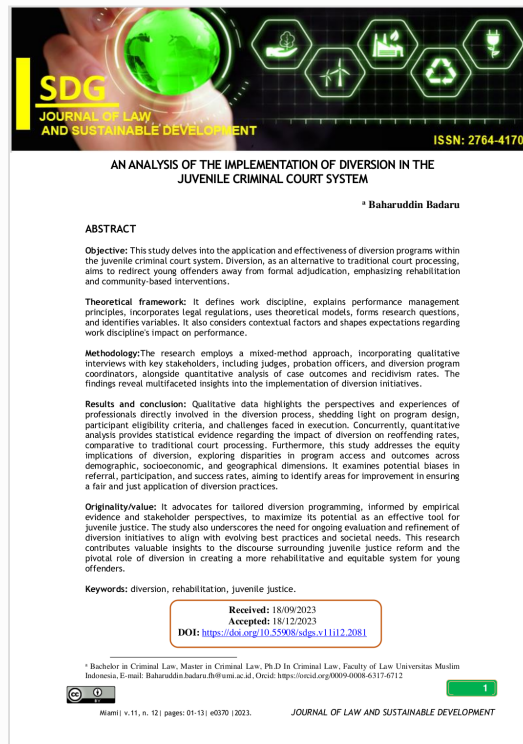 SDG
JOURNAL OF LAW
AND SUSTAINABLE DEVELOPMENT
ISSN: 2764-4170
AN ANALYSIS OF THE IMPLEMENTATION OF DIVERSION IN THE
JUVENILE CRIMINAL COURT SYSTEM
a Baharuddin Badaru
ABSTRACT
Objective: This study delves into the application and effectiveness of diversion programs within
the juvenile criminal court system. Diversion, as an alternative to traditional court processing,
aims to redirect young offenders away from formal adjudication, emphasizing rehabilitation
and community-based interventions.
Theoretical framework: It defines work discipline, explains performance management
principles, incorporates legal regulations, uses theoretical models, forms research questions,
and identifies variables. It also considers contextual factors and shapes expectations regarding
work discipline's impact on performance.
Methodology:The research employs a mixed-method approach, incorporating qualitative
interviews with key stakeholders, including judges, probation officers, and diversion program
coordinators, alongside quantitative analysis of case outcomes and recidivism rates. The
findings reveal multifaceted insights into the implementation of diversion initiatives.
Results and conclusion: Qualitative data highlights the perspectives and experiences of
professionals directly involved in the diversion process, shedding light on program design,
participant eligibility criteria, and challenges faced in execution. Concurrently, quantitative
analysis provides statistical evidence regarding the impact of diversion on reoffending rates,
comparative to traditional court processing. Furthermore, this study addresses the equity
implications of diversion, exploring disparities in program access and outcomes across
demographic, socioeconomic, and geographical dimensions. It examines potential biases in
referral, participation, and success rates, aiming to identify areas for improvement in ensuring
a fair and just application of diversion practices.
Originality/value: It advocates for tailored diversion programming, informed by empirical
evidence and stakeholder perspectives, to maximize its potential as an effective tool for
juvenile justice. The study also underscores the need for ongoing evaluation and refinement of
diversion initiatives to align with evolving best practices and societal needs. This research
contributes valuable insights to the discourse surrounding juvenile justice reform and the
pivotal role of diversion in creating a more rehabilitative and equitable system for young
offenders.
Keywords: diversion, rehabilitation, juvenile justice.
Received: 18/09/2023
Accepted: 18/12/2023
DOI: https://doi.org/10.55908/sdgs.v11i12.2081
a Bachelor in Criminal Law, Master in Criminal Law, Ph.D In Criminal Law, Faculty of Law Universitas Muslim
Indonesia, E-mail: Baharuddin.badaru.fh@umi.ac.id, Orcid: https://orcid.org/0009-0008-6317-6712
cc BY
1
Miami| v.11, n. 12| pages: 01-13| e0370 |2023.
JOURNAL OF LAW AND SUSTAINABLE DEVELOPMENT